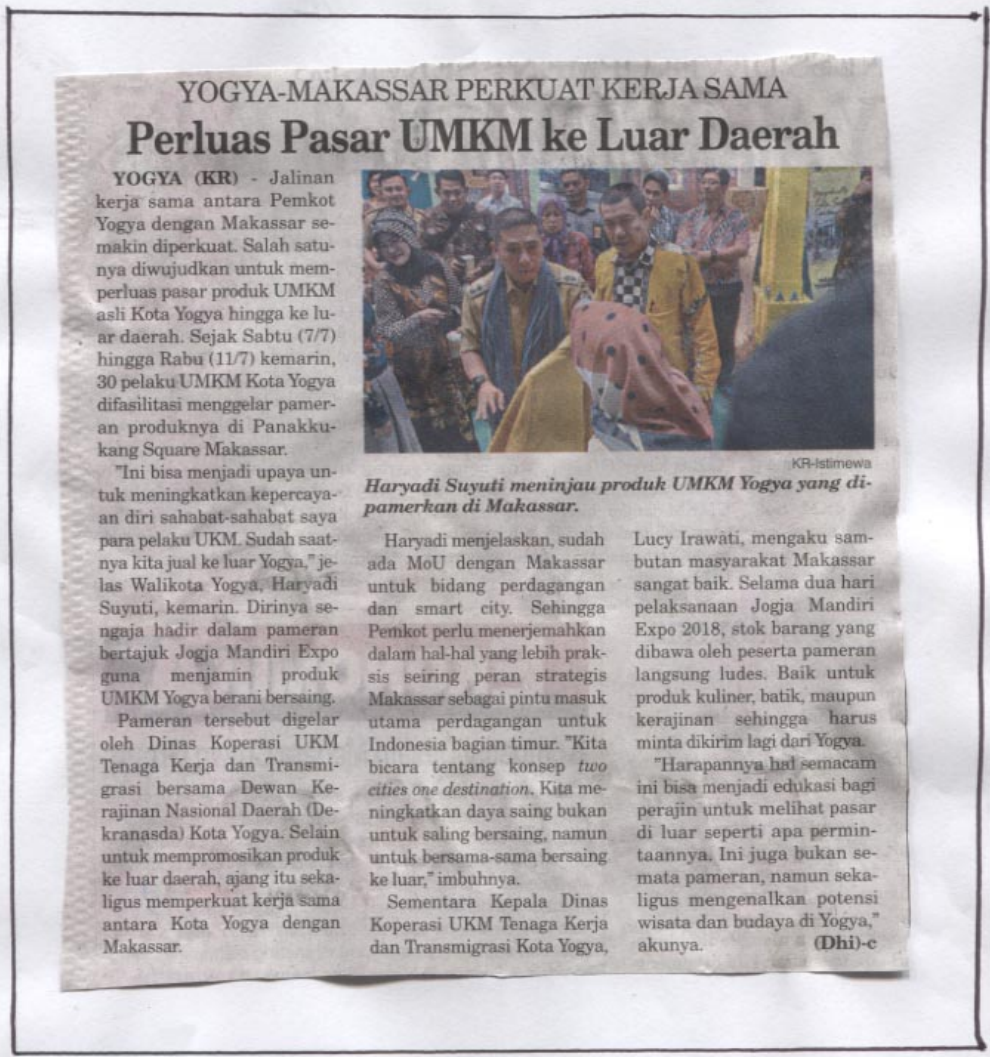 YOGYA-MAKASSAR PERKUAT KERJA SAMA
Perluas Pasar UMKM ke Luar Daerah
YOGYA (KR) - Jalinan
kerja sama antara Pemkot
Yogya dengan Makassar se-
makin diperkuat. Salah satu-
nya diwujudkan untuk mem-
perluas pasar produk UMKM
asli Kota Yogya hingga ke lu-
ar daerah. Sejak Sabtu (7/7)
hingga Rabu (11/7) kemarin,
30 pelaku UMKM Kota Yogya
difasilitasi menggelar pamer-
an produknya di Panakku-
kang Square Makassar.
"Ini bisa menjadi upaya un-
tuk meningkatkan kepercaya-
an diri sahabat-sahabat saya
para pelaku UKM. Sudah saat-
nya kita jual ke luar Yogya," je-
las Walikota Yogya, Haryadi
Suyuti, kemarin. Dirinya se-
ngaja hadir dalam pameran
bertajuk Jogja Mandiri Expo
guna menjamin produk
UMKM Yogya berani bersaing.
Pameran tersebut digelar
oleh Dinas Koperasi UKM
Tenaga Kerja dan Transmi-
grasi bersama Dewan Ke-
rajinan Nasional Daerah (De-
kranasda) Kota Yogya. Selain
untuk mempromosikan produk
ke luar daerah, ajang itu seka-
ligus memperkuat kerja sama
antara Kota Yogya dengan
Makassar.
KR-Istimewa
Haryadi Suyuti meninjau produk UMKM Yogya yang di-
pamerkan di Makassar.
Haryadi menjelaskan, sudah
ada MoU dengan Makassar
untuk bidang perdagangan
dan smart city. Sehingga
Pemkot perlu menerjemahkan
dalam hal-hal yang lebih prak-
sis seiring peran strategis
Makassar sebagai pintu masuk
utama perdagangan untuk
Indonesia bagian timur. "Kita
bicara tentang konsep two
cities one destination. Kita me-
ningkatkan daya saing bukan
untuk saling bersaing, namun
untuk bersama-sama bersaing
ke luar," imbuhnya.
Sementara Kepala Dinas
Koperasi UKM Tenaga Kerja
dan Transmigrasi Kota Yogya,
Lucy Irawati, mengaku sam-
butan masyarakat Makassar
sangat baik. Selama dua hari
pelaksanaan Jogja Mandiri
Expo 2018, stok barang yang
dibawa oleh peserta pameran
langsung ludes. Baik untuk
produk kuliner, batik, maupun
kerajinan sehingga harus
minta dikirim lagi dari Yogya.
"Harapannya hal semacam
ini bisa menjadi edukasi bagi
perajin untuk melihat pasar
di luar seperti apa permin-
taannya. Ini juga bukan se-
mata pameran, namun seka-
ligus mengenalkan potensi
wisata dan budaya di Yogya,"
akunya. (Dhi)-c